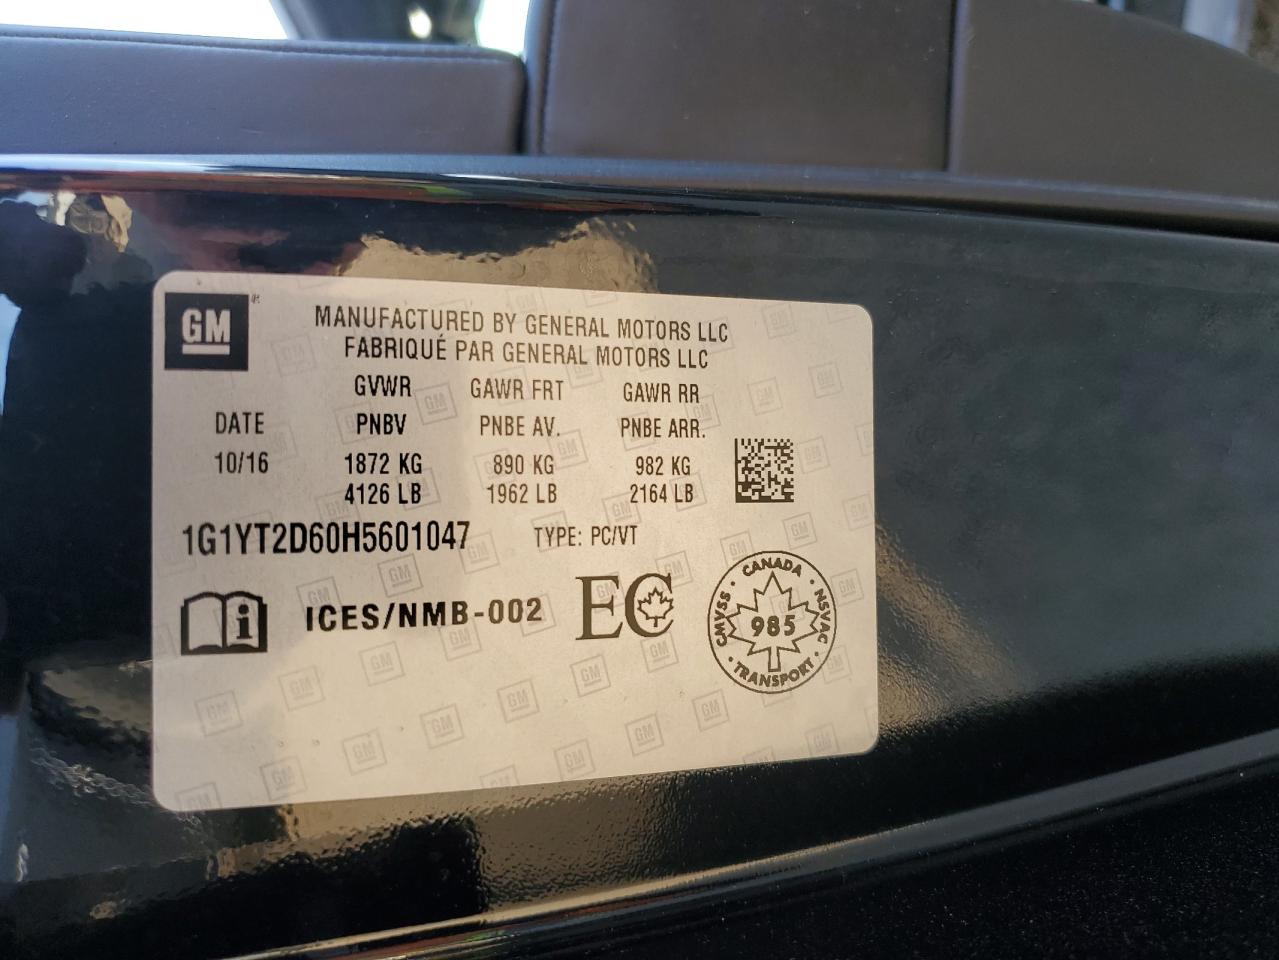 GM®
MANUFACTURED BY GENERAL MOTORS LLC
FABRIQUÉ PAR GENERAL MOTORS LLC
GVWR GAWR FRT GAWR RR
DATE PNBV PNBE AV. PNBE ARR.
10/16 1872 KG 890 KG 982 KG
4126 LB 1962 LB 2164 LB
1G1YT2D60H5601047 TYPE: PC/VT
i ICES/NMB-002 EC
CANADA
CMVSS 985 NSVAC
TRANSPORT